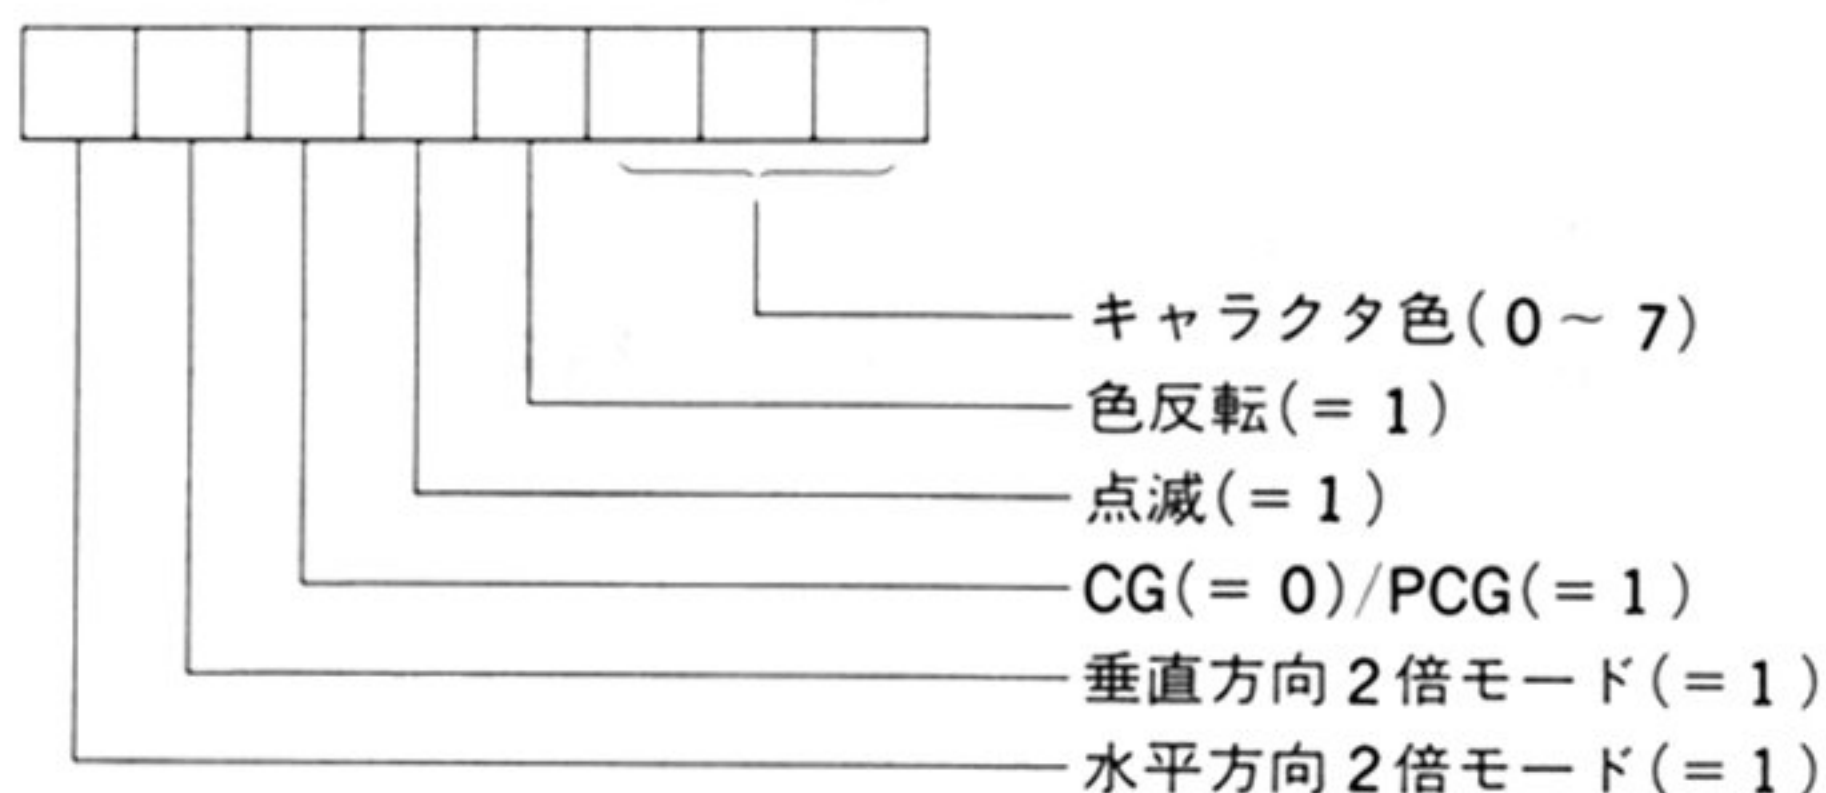 キャラクタ色(0～7)
色反転(=1)
点滅(=1)
CG(=0)/PCG(=1)
垂直方向2倍モード(=1)
水平方向2倍モード(=1)